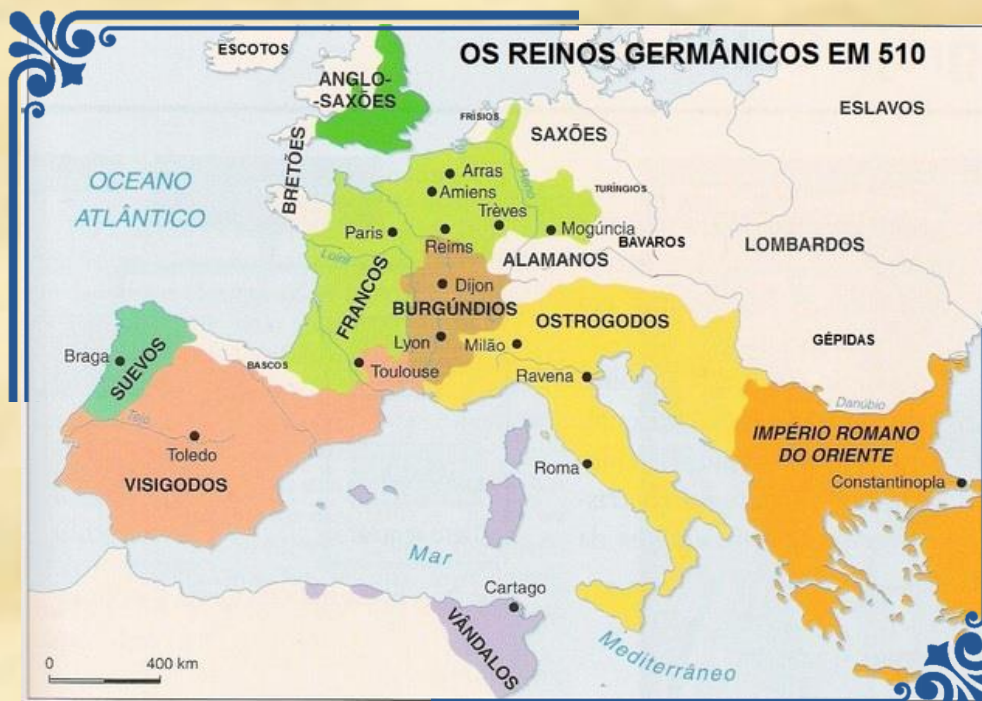 OS REINOS GERMÂNICOS EM 510
ESCOTOS
ANGLO-
-SAXÕES
ESLAVOS
FRÍSIOS
SAXÕES
BRETÕES
OCEANO
ATLÂNTICO
Arras
Amiens
Reno
TURÍNGIOS
Trèves
Paris
Reims
Mogúncia
BAVAROS
LOMBARDOS
ALAMANOS
Loire
FRANCOS
Dijon
BURGÚNDIOS
OSTROGODOS
GÉPIDAS
Lyon
Milão
Braga
SUEVOS
BASCOS
Toulouse
Ravena
Danúbio
Tejo
IMPÉRIO ROMANO
DO ORIENTE
Toledo
Roma
Constantinopla
VISIGODOS
Mar
Cartago
VÂNDALOS
Mediterrâneo
0 400 km